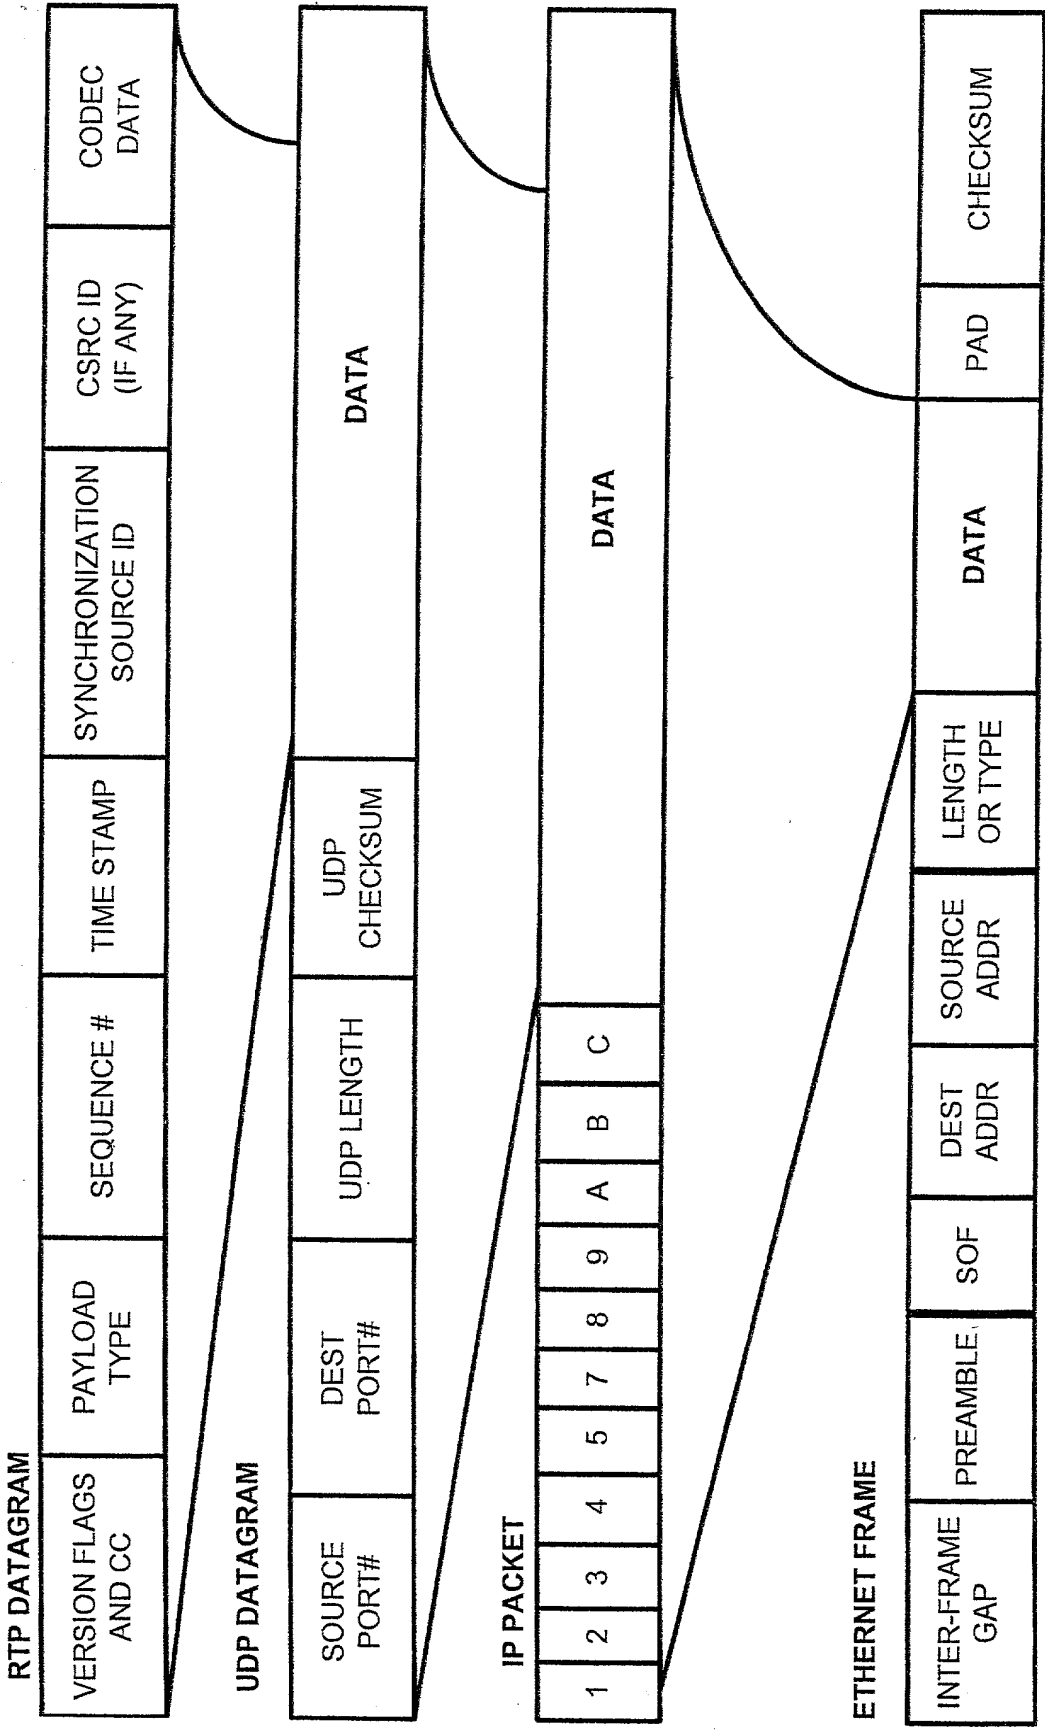 RTP DATAGRAM
VERSION FLAGS
AND CC
PAYLOAD
TYPE
SEQUENCE #
TIME STAMP
SYNCHRONIZATION
SOURCE ID
CSRC ID
(IF ANY)
CODEC
DATA
UDP DATAGRAM
SOURCE
PORT#
DEST
PORT#
UDP LENGTH
UDP
CHECKSUM
DATA
IP PACKET
1
2
3
4
5
7
8
9
A
B
C
DATA
ETHERNET FRAME
INTER-FRAME
GAP
PREAMBLE
SOF
DEST
ADDR
SOURCE
ADDR
LENGTH
OR TYPE
DATA
PAD
CHECKSUM